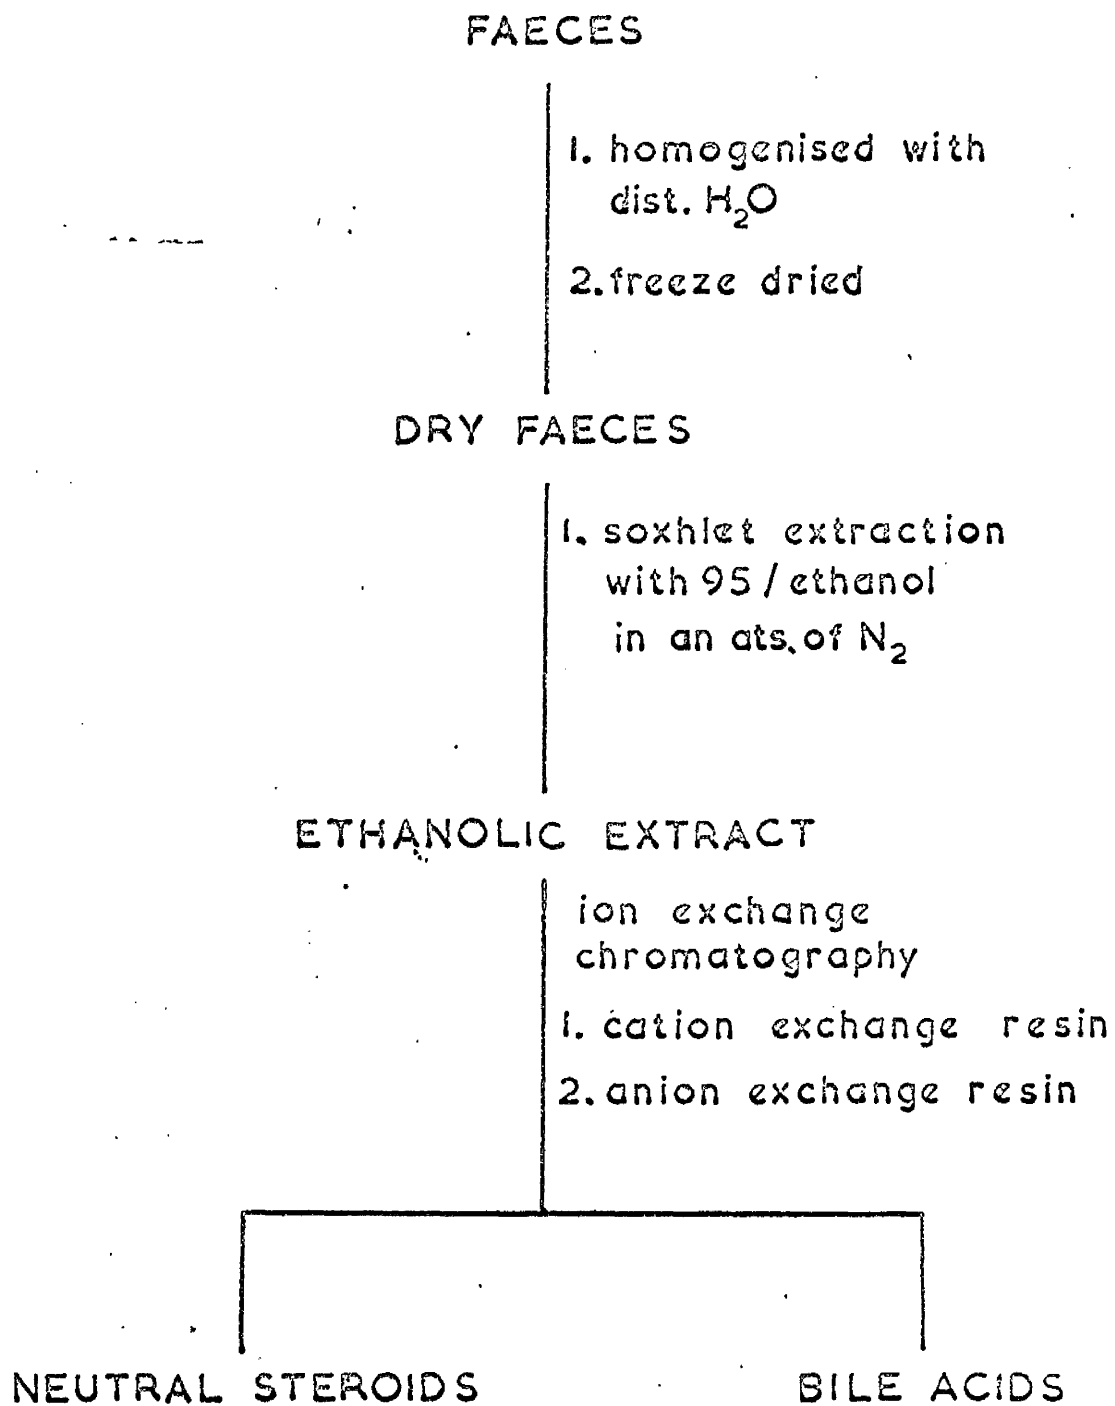 FAECES
1. homogenised with
dist. H₂O
2. freeze dried
DRY FAECES
1. soxhlet extraction
with 95 / ethanol
in an ats. of N₂
ETHANOLIC EXTRACT
ion exchange
chromatography
1. cation exchange resin
2. anion exchange resin
NEUTRAL STEROIDS
BILE ACIDS